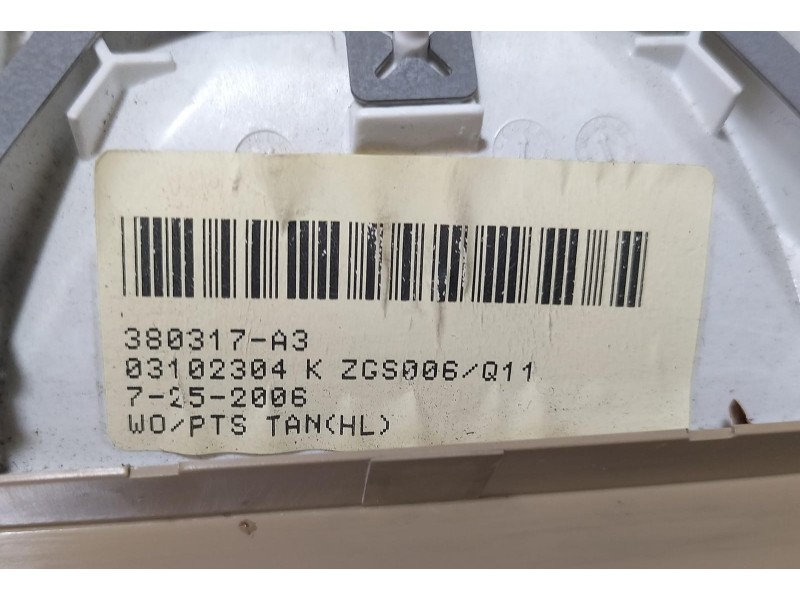 380317-A3
03102304 K ZGS006/Q11
7-25-2006
WO/PTS TAN(HL)